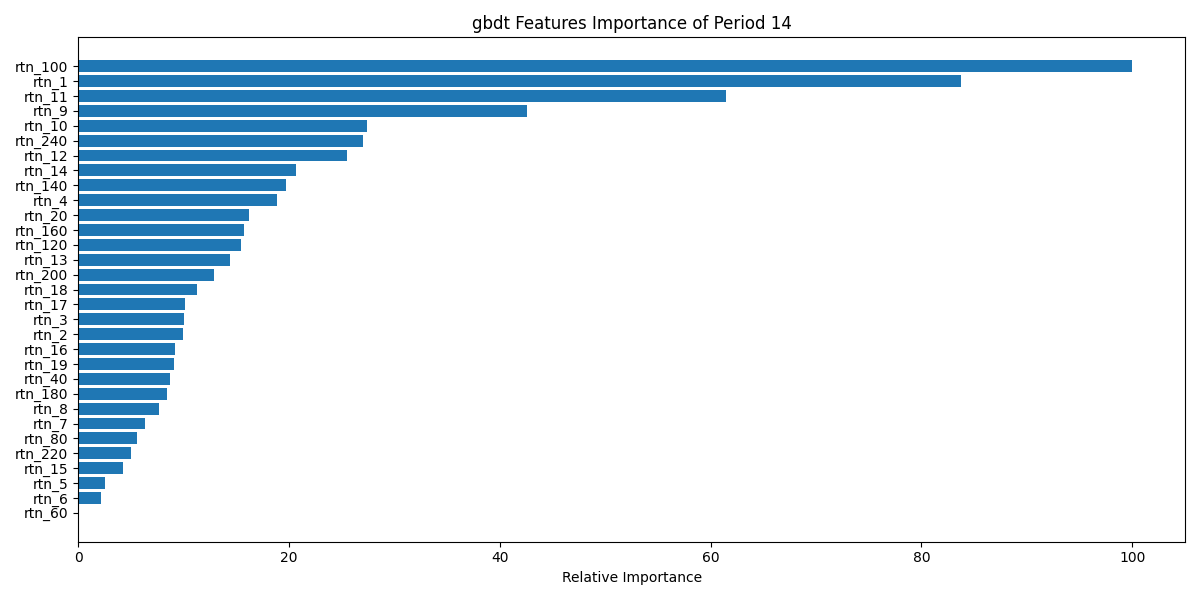 gbdt Features Importance of Period 14
rtn_100
rtn_1
rtn_11
rtn_9
rtn_10
rtn_240
rtn_12
rtn_14
rtn_140
rtn_4
rtn_20
rtn_160
rtn_120
rtn_13
rtn_200
rtn_18
rtn_17
rtn_3
rtn_2
rtn_16
rtn_19
rtn_40
rtn_180
rtn_8
rtn_7
rtn_80
rtn_220
rtn_15
rtn_5
rtn_6
rtn_60
0 20 40 60 80 100
Relative Importance